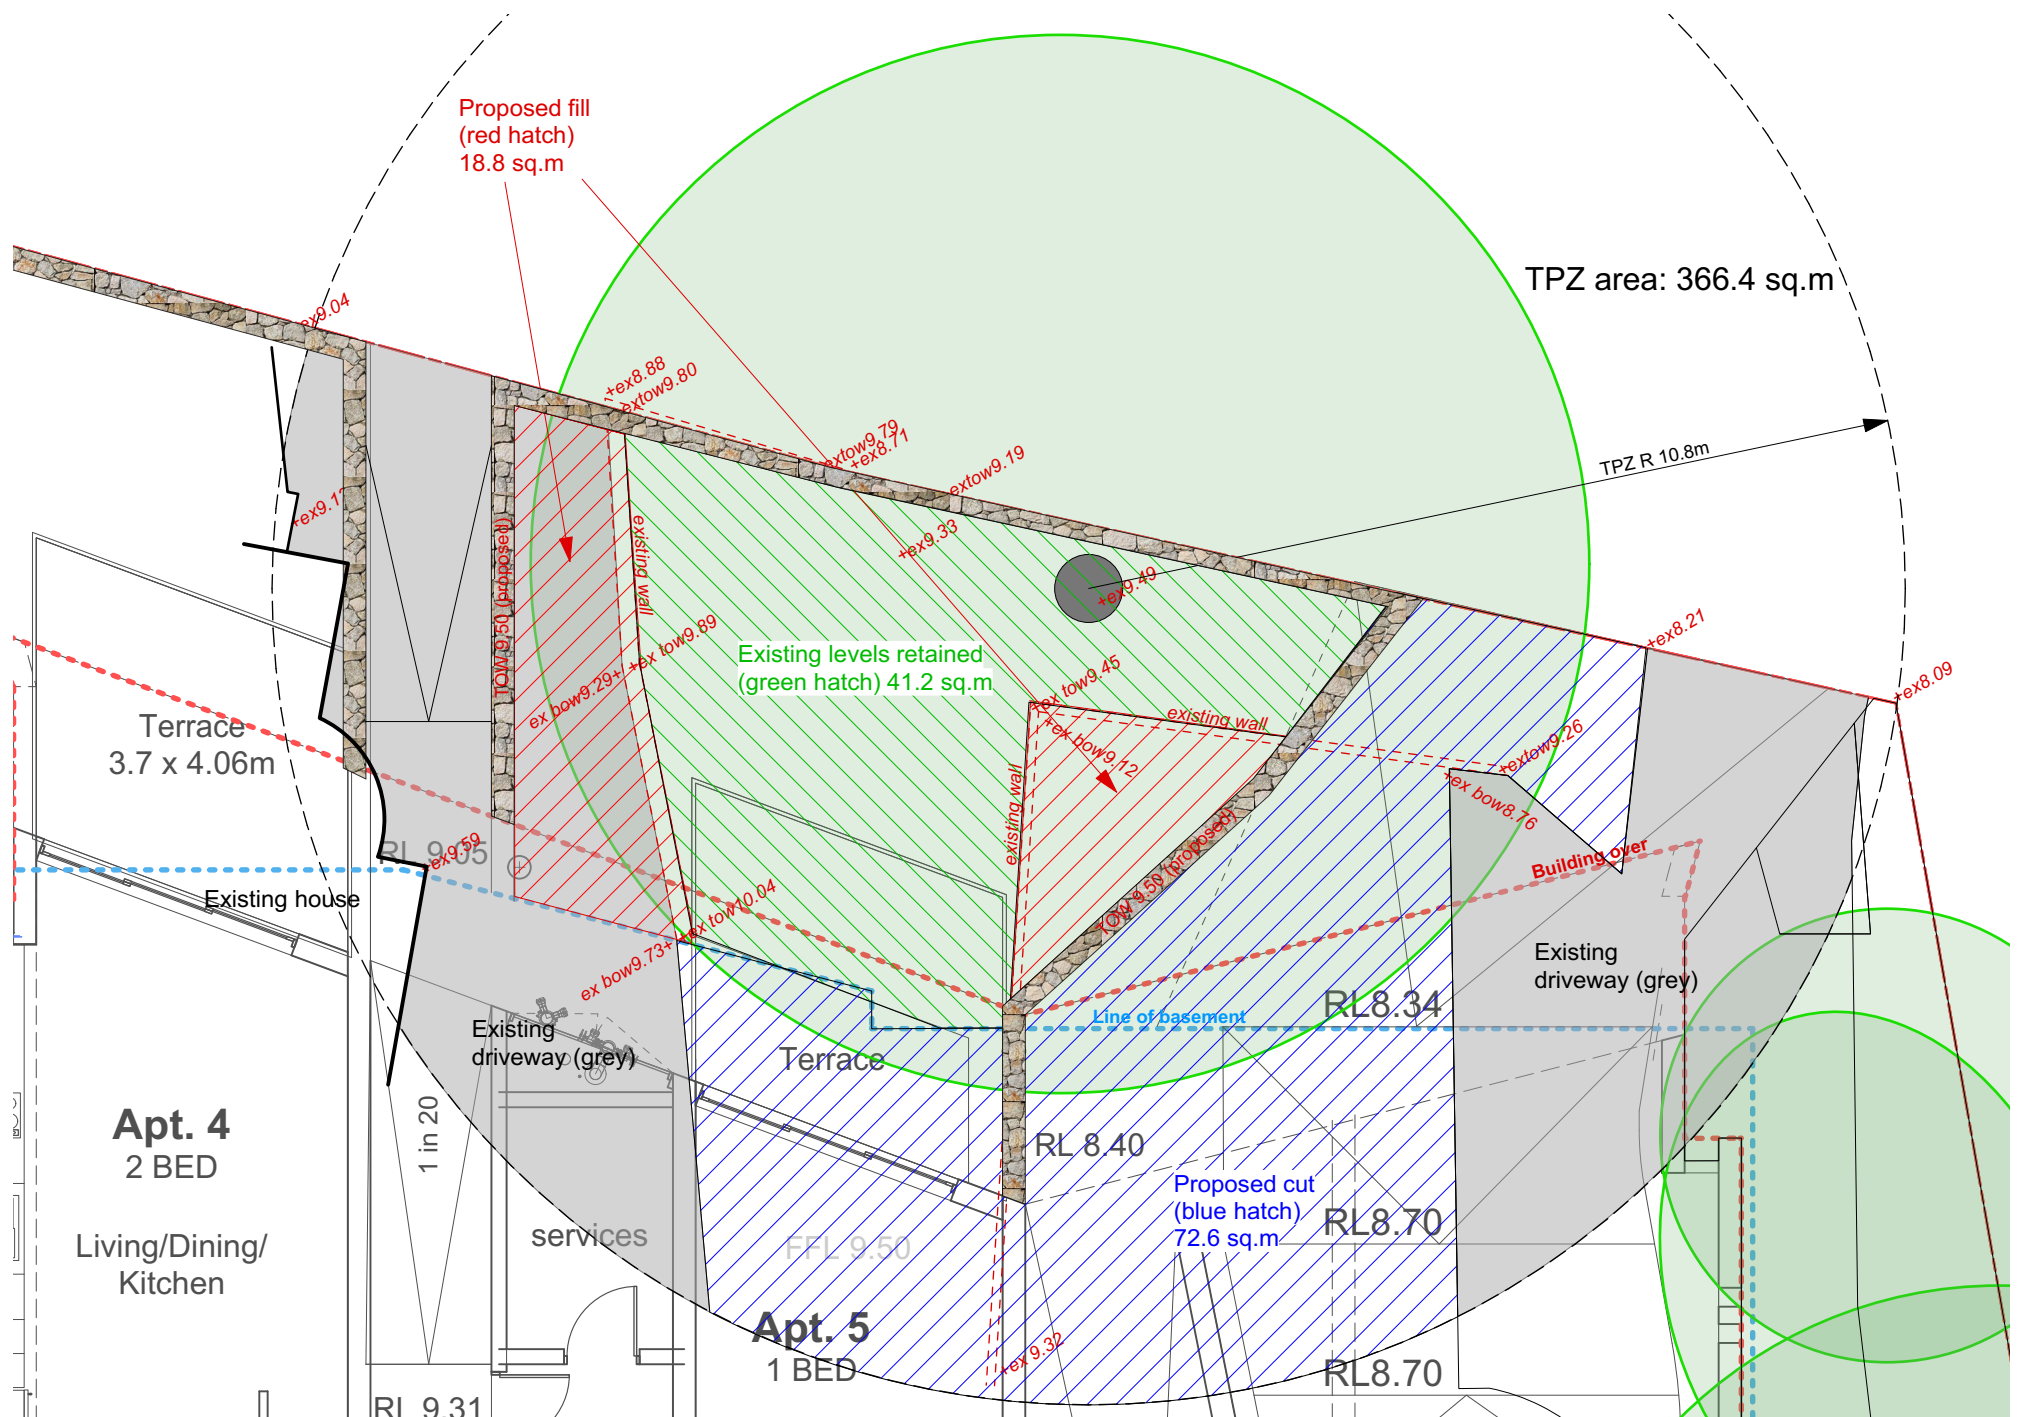 Proposed fill
(red hatch)
18.8 sq.m
TPZ area: 366.4 sq.m
ex9.04
+ex8.88
extow9.80
extow9.79
+ex8.71
extow9.19
TPZ R 10.8m
+ex9.33
+ex9.49
TOW 9.50 (proposed)
existing wall
ex bow9.29+
+ex tow9.89
Existing levels retained
(green hatch) 41.2 sq.m
+ex tow9.45
+ex bow9.12
existing wall
existing wall
+ex8.21
+ex8.09
+extow9.26
+ex bow8.76
Terrace
3.7 x 4.06m
RL 9.05
+ex9.59
Existing house
TOW 9.50 (proposed)
Building over
ex bow9.73+
+ex tow10.04
Existing
driveway (grey)
Existing
driveway (grey)
RL8.34
Line of basement
Terrace
Apt. 4
2 BED
Living/Dining/
Kitchen
1 in 20
RL 8.40
Proposed cut
(blue hatch)
72.6 sq.m
RL8.70
services
FFL 9.50
Apt. 5
1 BED
+ex 9.32
RL8.70
RL 9.31